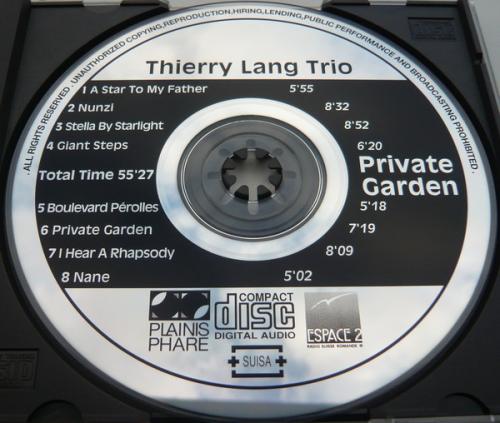 ALL RIGHTS RESERVED . UNAUTHORIZED COPYING, REPRODUCTION, HIRING, LENDING, PUBLIC PERFORMANCE AND BROADCASTING PROHIBITED .
Thierry Lang Trio
1 A Star To My Father 5'55
2 Nunzi 8'32
3 Stella By Starlight 8'52
4 Giant Steps 6'20
Total Time 55'27
Private
Garden
5 Boulevard Pérolles 5'18
6 Private Garden 7'19
7 I Hear A Rhapsody 8'09
8 Nane 5'02
PLAINIS
PHARE
COMPACT
disc
DIGITAL AUDIO
ESPACE 2
RADIO SUISSE ROMANDE
SUISA